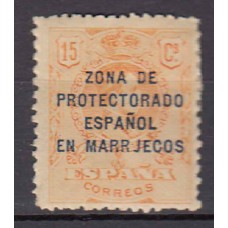 15 Cs
ZONA DE
PROTECTORADO
ESPAÑOL
EN MARRJECOS
ESPAÑA
CORREOS